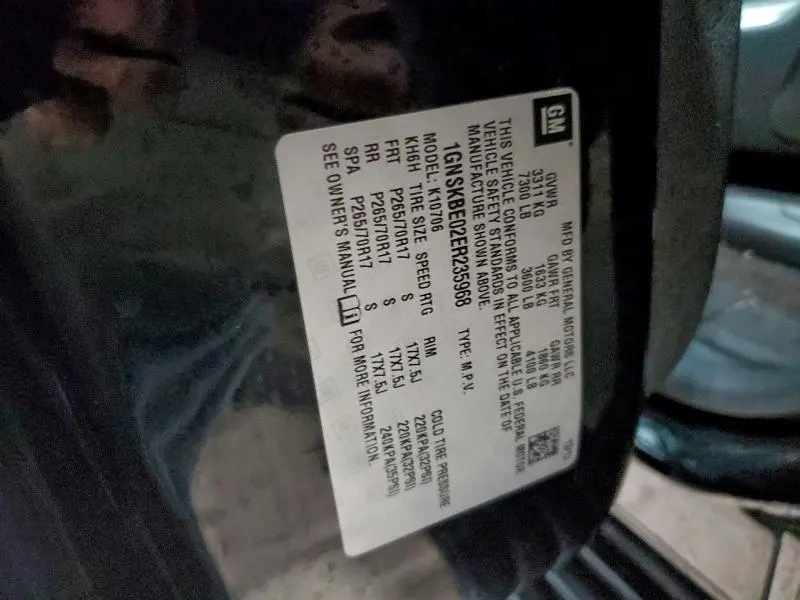 GM
MFD BY GENERAL MOTORS LLC
GVWR GAWR FRT GAWR RR
3311 KG 1633 KG 1860 KG
7300 LB 3600 LB 4100 LB
THIS VEHICLE CONFORMS TO ALL APPLICABLE U.S. FEDERAL MOTOR
VEHICLE SAFETY STANDARDS IN EFFECT ON THE DATE OF
MANUFACTURE SHOWN ABOVE.
1GNSKBE02ER235968 TYPE: M.P.V.
MODEL: K10706
KH6H TIRE SIZE SPEED RTG RIM COLD TIRE PRESSURE
FRT P265/70R17 S 17X7.5J 220KPA(32PSI)
RR P265/70R17 S 17X7.5J 220KPA(32PSI)
SPA P265/70R17 S 17X7.5J 240KPA(35PSI)
SEE OWNER'S MANUAL FOR MORE INFORMATION.